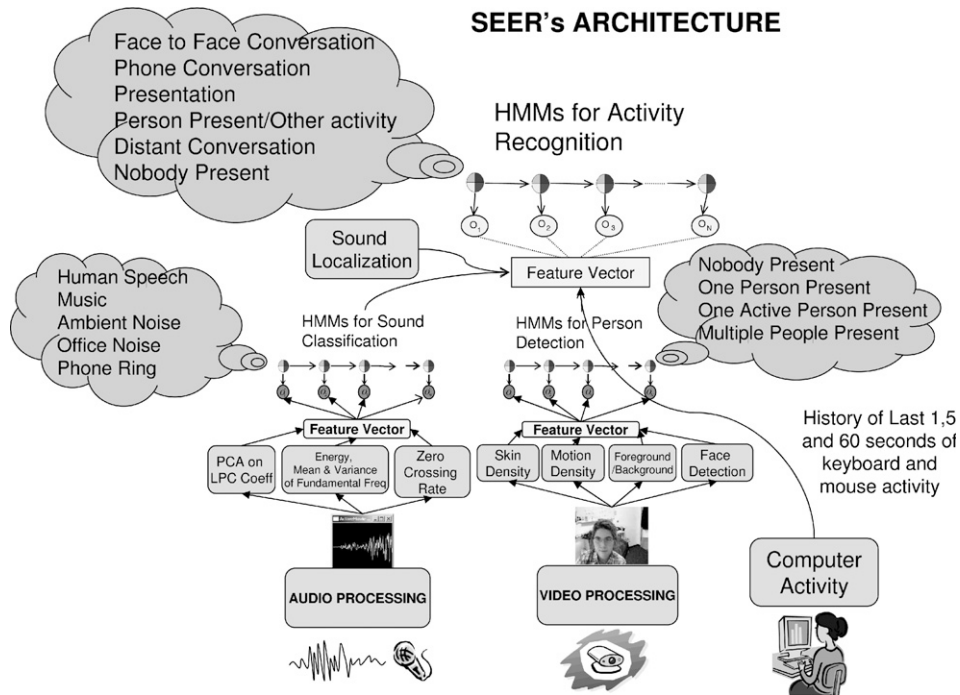 SEER's ARCHITECTURE
Face to Face Conversation
Phone Conversation
Presentation
Person Present/Other activity
Distant Conversation
Nobody Present
HMMs for Activity
Recognition
O1
O2
O3
ON
Sound
Localization
Feature Vector
Nobody Present
One Person Present
One Active Person Present
Multiple People Present
Human Speech
Music
Ambient Noise
Office Noise
Phone Ring
HMMs for Sound
Classification
HMMs for Person
Detection
Feature Vector
Feature Vector
History of Last 1,5
and 60 seconds of
keyboard and
mouse activity
PCA on
LPC Coeff
Energy,
Mean & Variance
of Fundamental Freq
Zero
Crossing
Rate
Skin
Density
Motion
Density
Foreground
/Background
Face
Detection
AUDIO PROCESSING
VIDEO PROCESSING
Computer
Activity